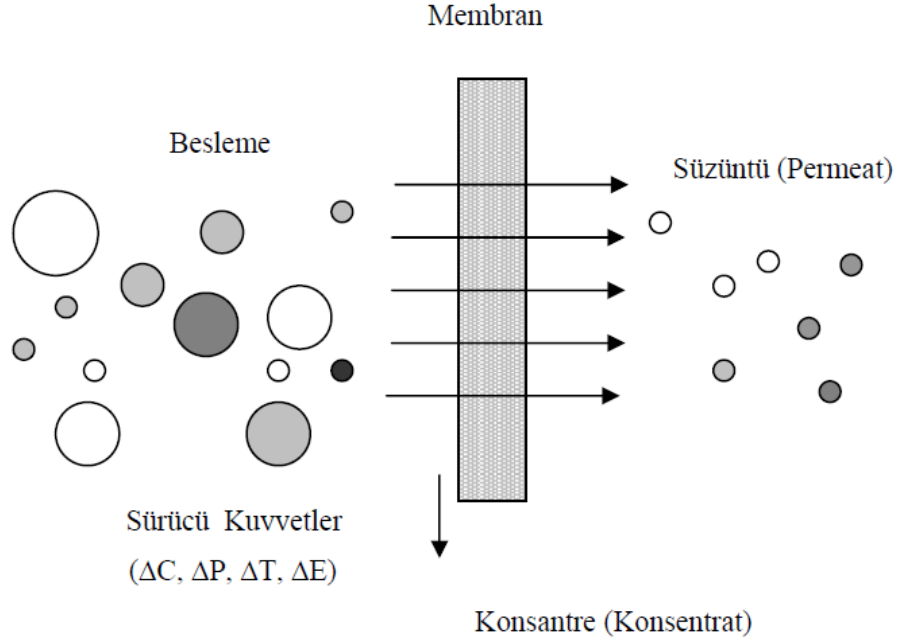 Membran
Besleme
Süzüntü (Permeat)
Sürücü Kuvvetler
(ΔC, ΔP, ΔT, ΔE)
Konsantre (Konsentrat)